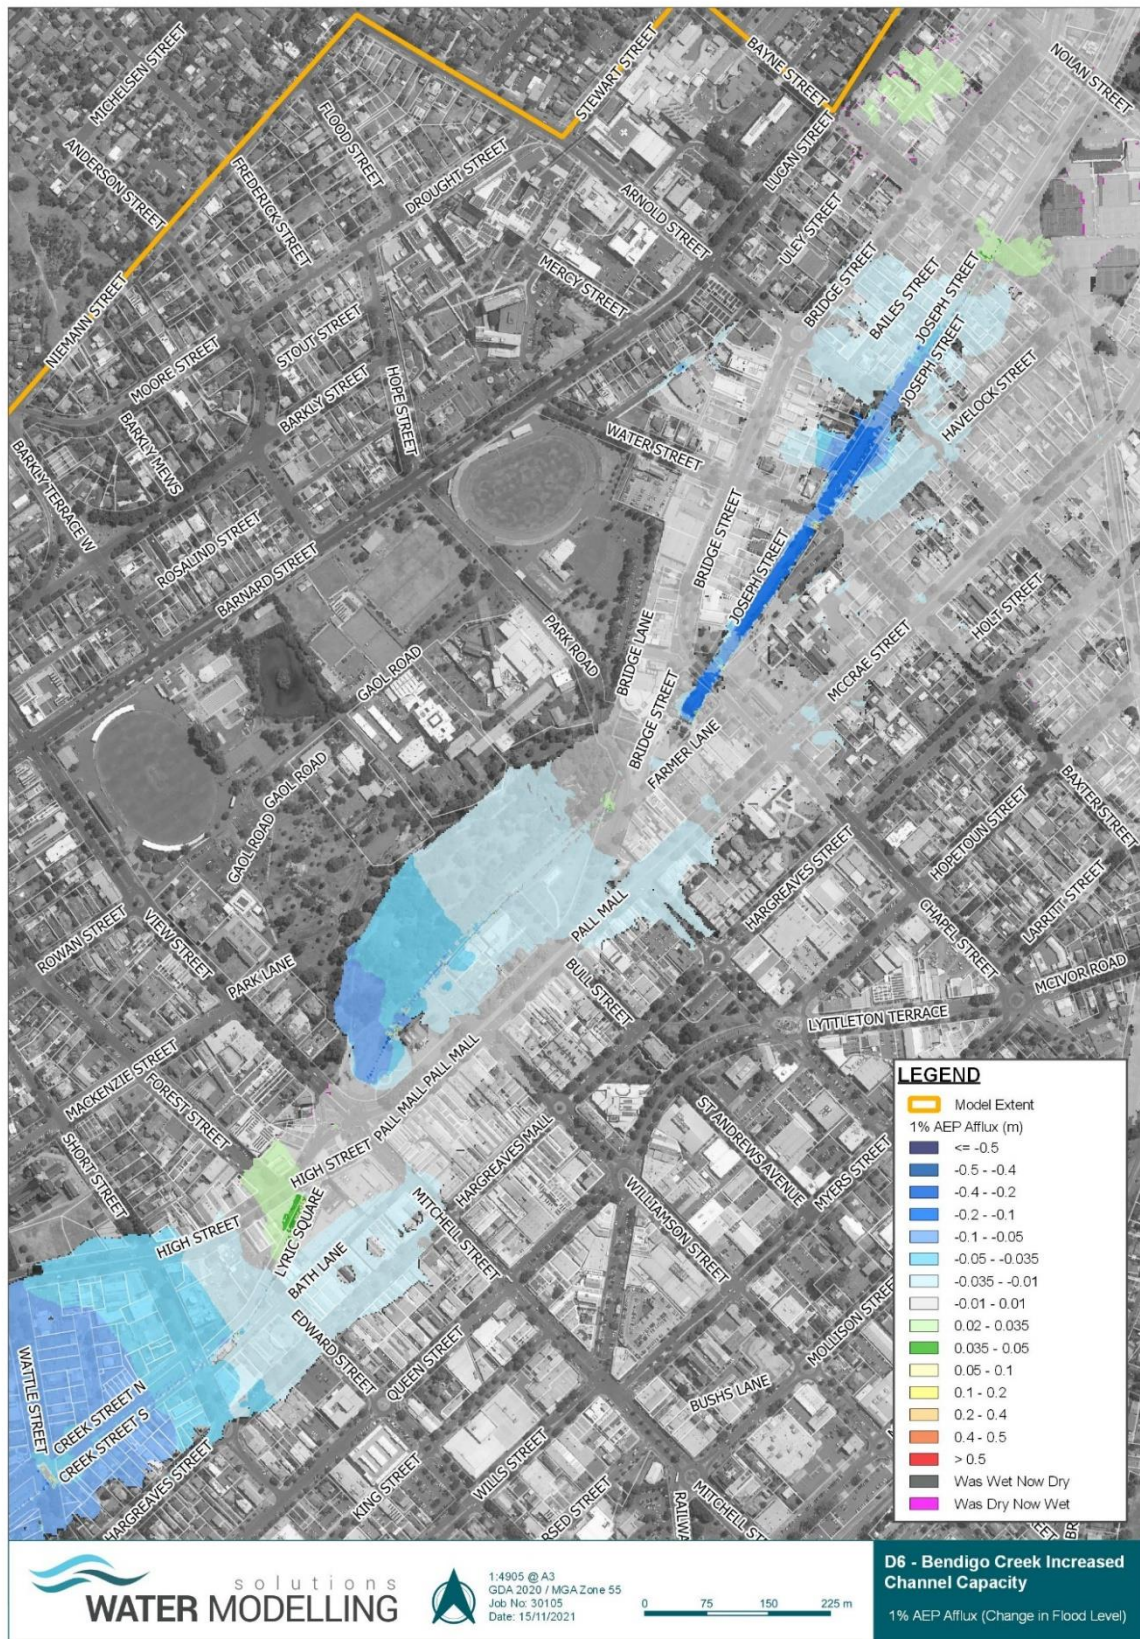 MICHELSEN STREET
ANDERSON STREET
FLOOD STREET
STEWART STREET
BAYNE STREET
NOLAN STREET
FREDERICK STREET
DROUGHT STREET
LUCAN STREET
ARNOLD STREET
ULEY STREET
MERCY STREET
NIEMANN STREET
BRIDGE STREET
BAILES STREET
JOSEPH STREET
JOSEPH STREET
MOORE STREET
STOUT STREET
HOPE STREET
HAVELOCK STREET
BARKLY STREET
BARKLY MEWS
BARKLY TERRACE W
WATER STREET
ROSALIND STREET
BARNARD STREET
BRIDGE STREET
JOSEPH STREET
HOLT STREET
PARK ROAD
BRIDGE LANE
MCCRAE STREET
GAOL ROAD
BRIDGE STREET
FARMER LANE
GAOL ROAD
GAOL ROAD
BAXTER STREET
HOPETOUN STREET
HARGREAVES STREET
LARRITT STREET
CHAPEL STREET
PALL MALL
ROWAN STREET
VIEW STREET
PARK LANE
BULL STREET
MCIVOR ROAD
LYTTLETON TERRACE
MACKENZIE STREET
FOREST STREET
PALL MALL
PALL MALL
SHORT STREET
HIGH STREET
HARGREAVES MALL
ST ANDREWS AVENUE
MYERS STREET
WILLIAMSON STREET
LYRIC SQUARE
MITCHELL STREET
HIGH STREET
BATH LANE
EDWARD STREET
QUEEN STREET
MOLLISON STREET
BUSHS LANE
WATTLE STREET
CREEK STREET N
CREEK STREET S
HARGREAVES STREET
KING STREET
WILLS STREET
MITCHELL ST
LEGEND
Model Extent
1% AEP Afflux (m)
<= -0.5
-0.5 - -0.4
-0.4 - -0.2
-0.2 - -0.1
-0.1 - -0.05
-0.05 - -0.035
-0.035 - -0.01
-0.01 - 0.01
0.02 - 0.035
0.035 - 0.05
0.05 - 0.1
0.1 - 0.2
0.2 - 0.4
0.4 - 0.5
> 0.5
Was Wet Now Dry
Was Dry Now Wet
solutions
WATER MODELLING
1:4905 @ A3
GDA 2020 / MGA Zone 55
Job No: 30105
Date: 15/11/2021
0 75 150 225 m
D6 - Bendigo Creek Increased
Channel Capacity
1% AEP Afflux (Change in Flood Level)